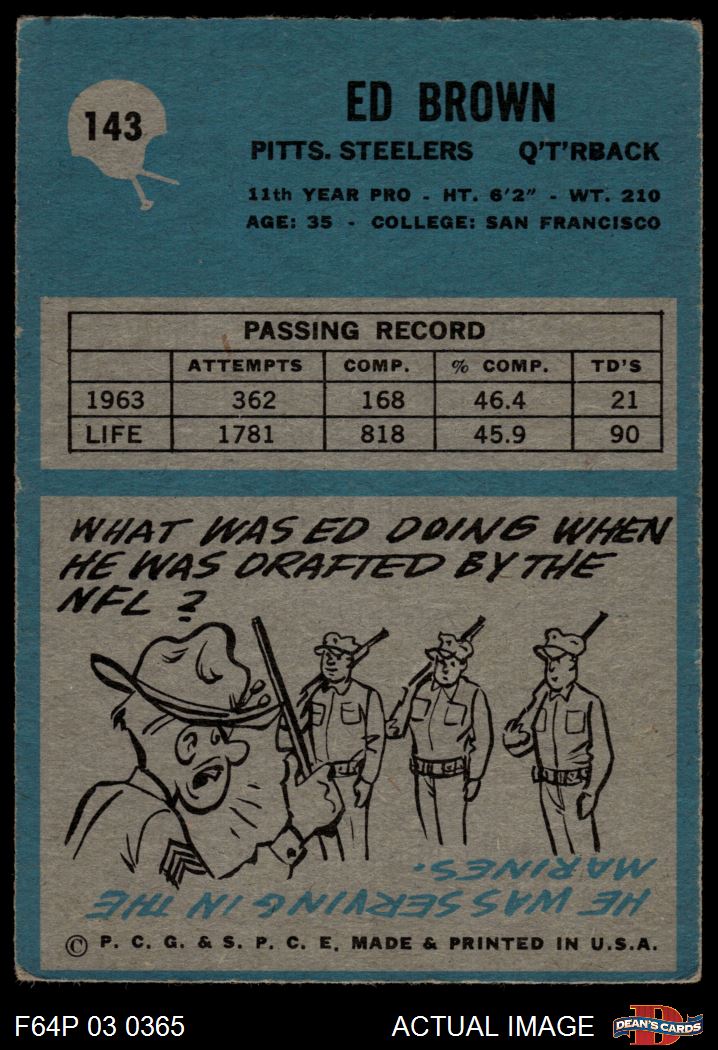 143
ED BROWN
PITTS. STEELERS Q'T'RBACK
11th YEAR PRO - HT. 6'2" - WT. 210
AGE: 35 - COLLEGE: SAN FRANCISCO
PASSING RECORD
ATTEMPTS COMP. % COMP. TD'S
1963 362 168 46.4 21
LIFE 1781 818 45.9 90
WHAT WAS ED DOING WHEN
HE WAS DRAFTED BY THE
NFL?
HE WAS SERVING IN THE
MARINES.
© P. C. G. & S. P. C. E. MADE & PRINTED IN U.S.A.
F64P 03 0365 ACTUAL IMAGE D DEAN'S CARDS